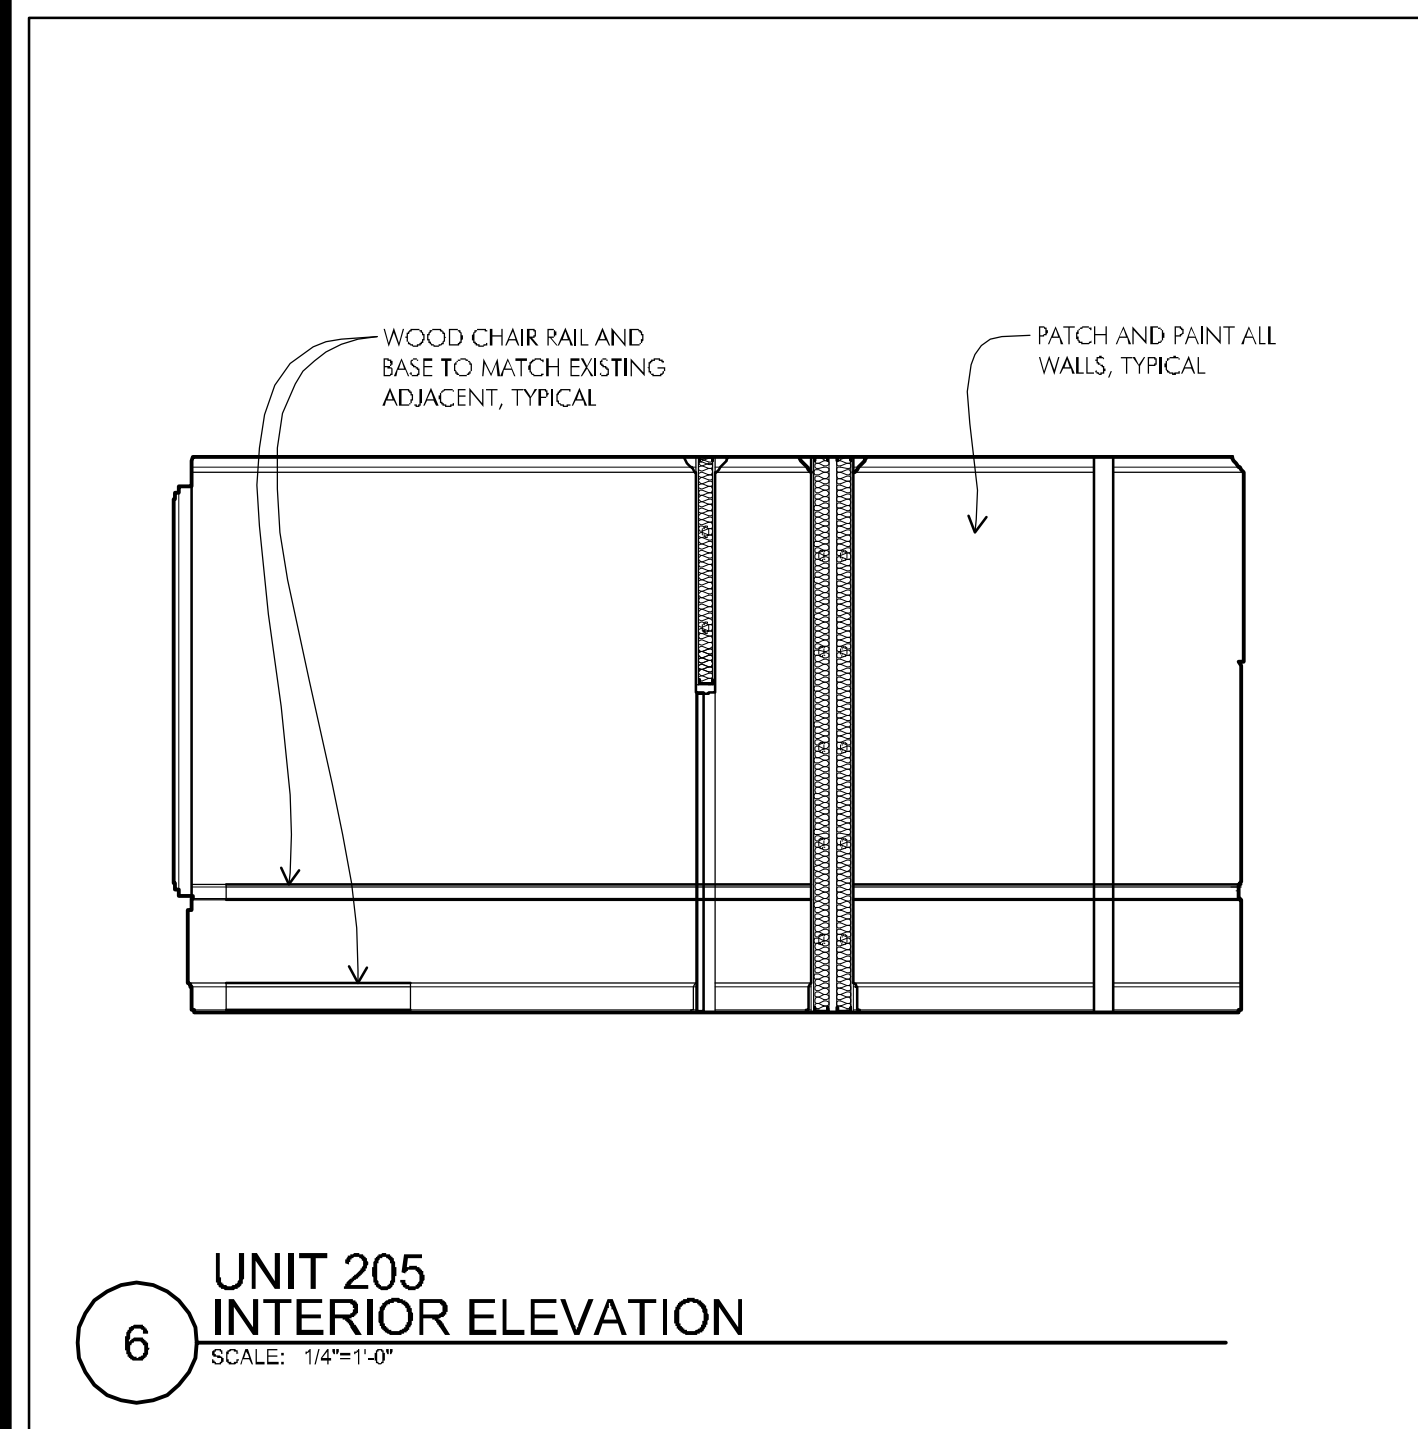 WOOD CHAIR RAIL AND
BASE TO MATCH EXISTING
ADJACENT, TYPICAL
PATCH AND PAINT ALL
WALLS, TYPICAL
6
UNIT 205
INTERIOR ELEVATION
SCALE: 1/4"=1'-0"